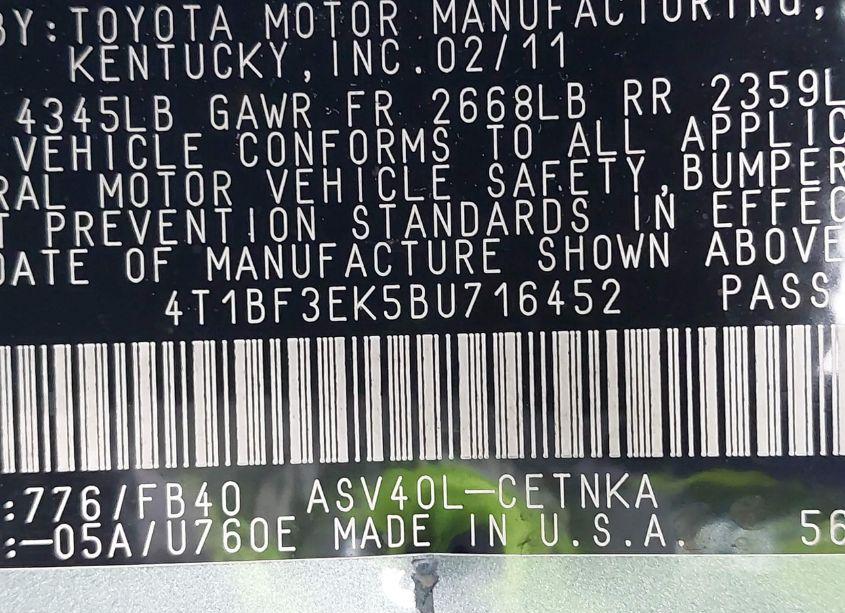 BY:TOYOTA MOTOR MANUFACTURING,
KENTUCKY,INC.02/11
4345LB GAWR FR 2668LB RR 2359L
VEHICLE CONFORMS TO ALL APPLIC
RAL MOTOR VEHICLE SAFETY,BUMPER
T PREVENTION STANDARDS IN EFFEC
DATE OF MANUFACTURE SHOWN ABOVE
4T1BF3EK5BU716452 PASS
:776/FB40 ASV40L-CETNKA
:-05A/U760E MADE IN U.S.A. 56